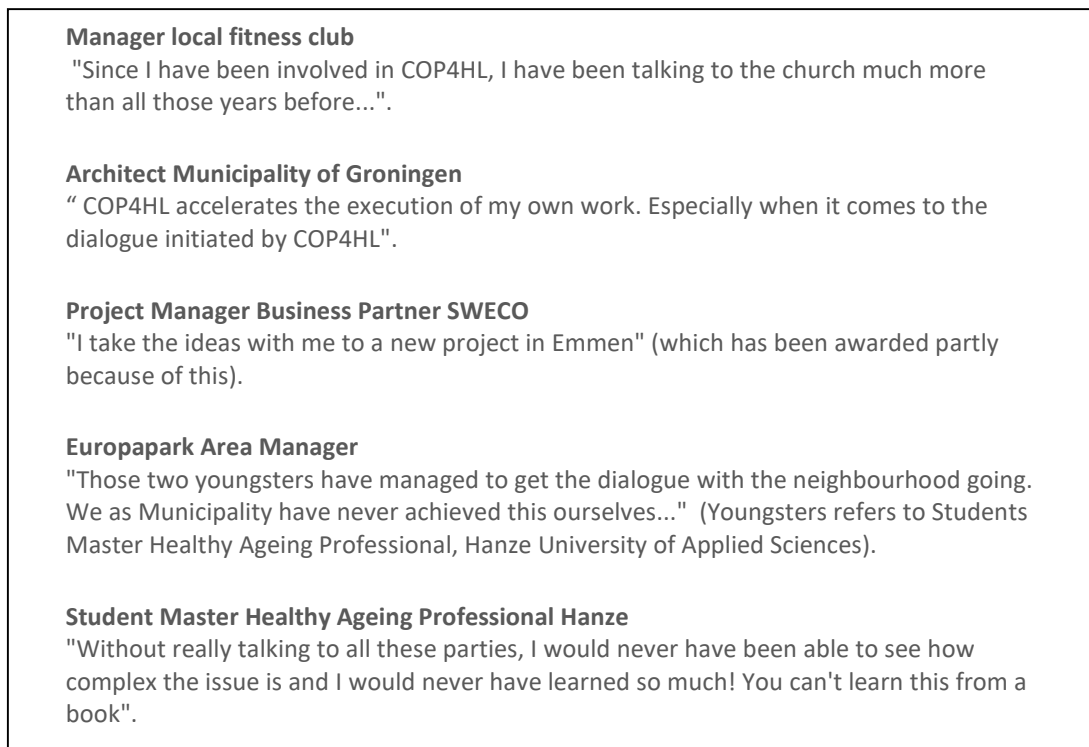 Manager local fitness club
"Since I have been involved in COP4HL, I have been talking to the church much more
than all those years before...".
Architect Municipality of Groningen
“ COP4HL accelerates the execution of my own work. Especially when it comes to the
dialogue initiated by COP4HL".
Project Manager Business Partner SWECO
"I take the ideas with me to a new project in Emmen" (which has been awarded partly
because of this).
Europapark Area Manager
"Those two youngsters have managed to get the dialogue with the neighbourhood going.
We as Municipality have never achieved this ourselves..."  (Youngsters refers to Students
Master Healthy Ageing Professional, Hanze University of Applied Sciences).
Student Master Healthy Ageing Professional Hanze
"Without really talking to all these parties, I would never have been able to see how
complex the issue is and I would never have learned so much! You can't learn this from a
book".